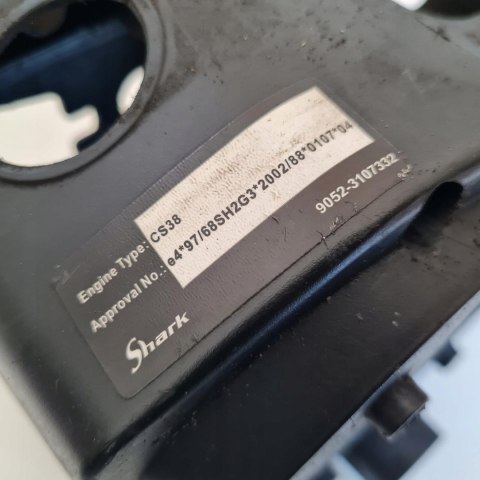 Engine Type: CS38
Approval No.: e4*97/68SH2G3*2002/88*0107*04
Shark
9052-3107332